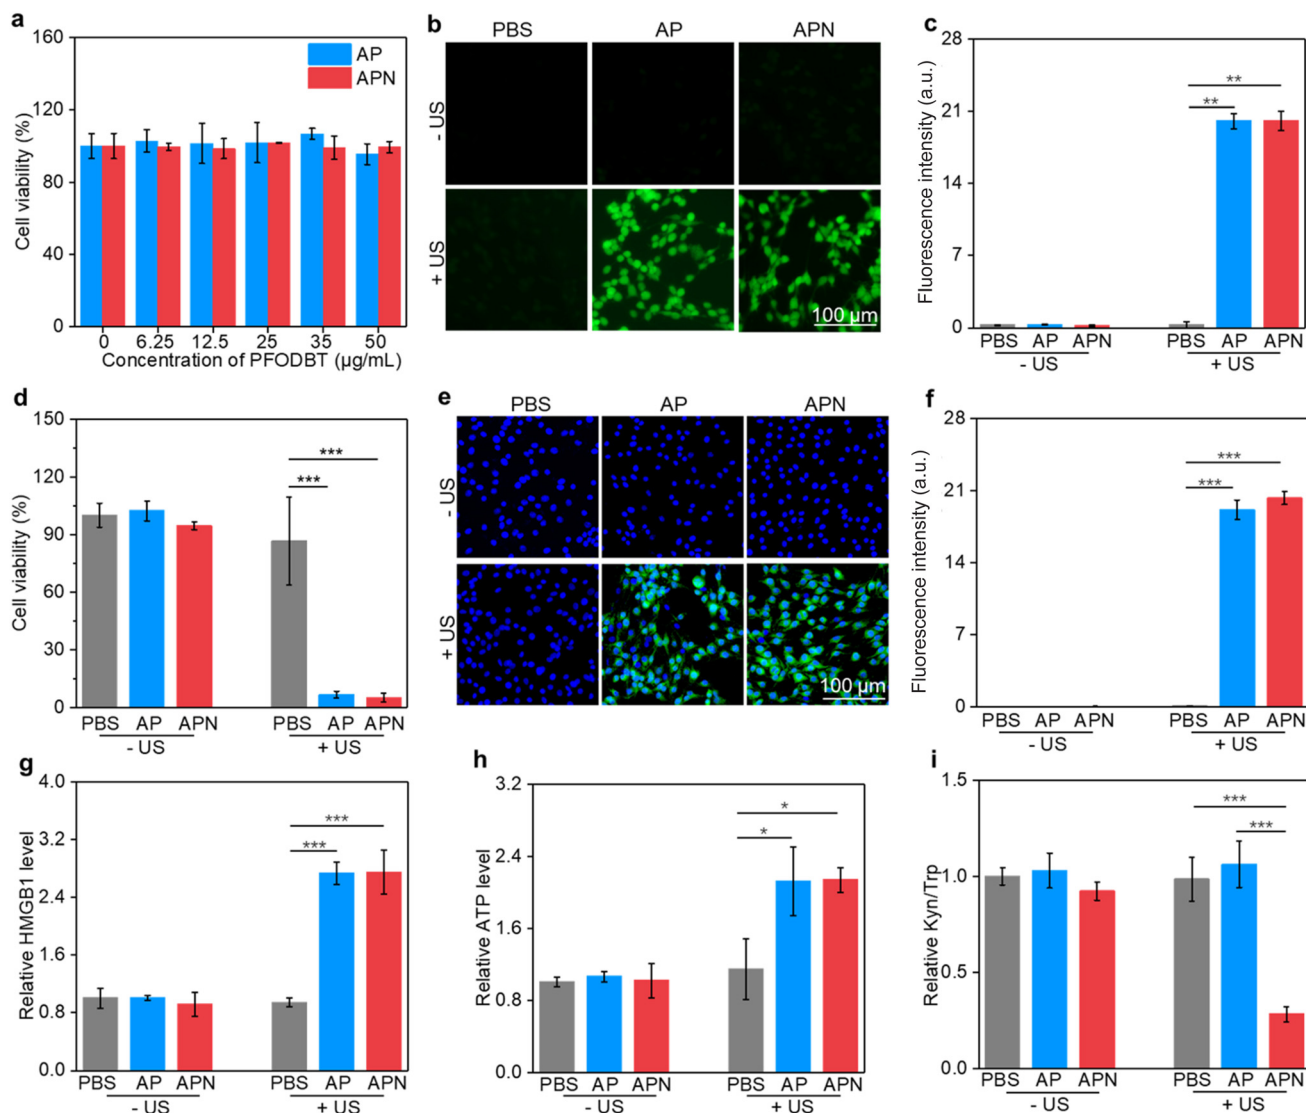 a
160
120
80
40
0
Cell viability (%)
AP
APN
0 6.25 12.5 25 35 50
Concentration of PFODBT (µg/mL)
b
PBS AP APN
- US
+ US
100 µm
c
28
21
14
7
0
Fluorescence intensity (a.u.)
**
**
PBS AP APN PBS AP APN
- US + US
d
150
120
90
60
30
0
Cell viability (%)
***
***
PBS AP APN PBS AP APN
- US + US
e
PBS AP APN
- US
+ US
100 µm
f
28
21
14
7
0
Fluorescence intensity (a.u.)
***
***
PBS AP APN PBS AP APN
- US + US
g
4.0
3.2
2.4
1.6
0.8
0.0
Relative HMGB1 level
***
***
PBS AP APN PBS AP APN
- US + US
h
3.2
2.4
1.6
0.8
0.0
Relative ATP level
*
*
PBS AP APN PBS AP APN
- US + US
i
1.5
1.0
0.5
0.0
Relative Kyn/Trp
***
***
PBS AP APN PBS AP APN
- US + US